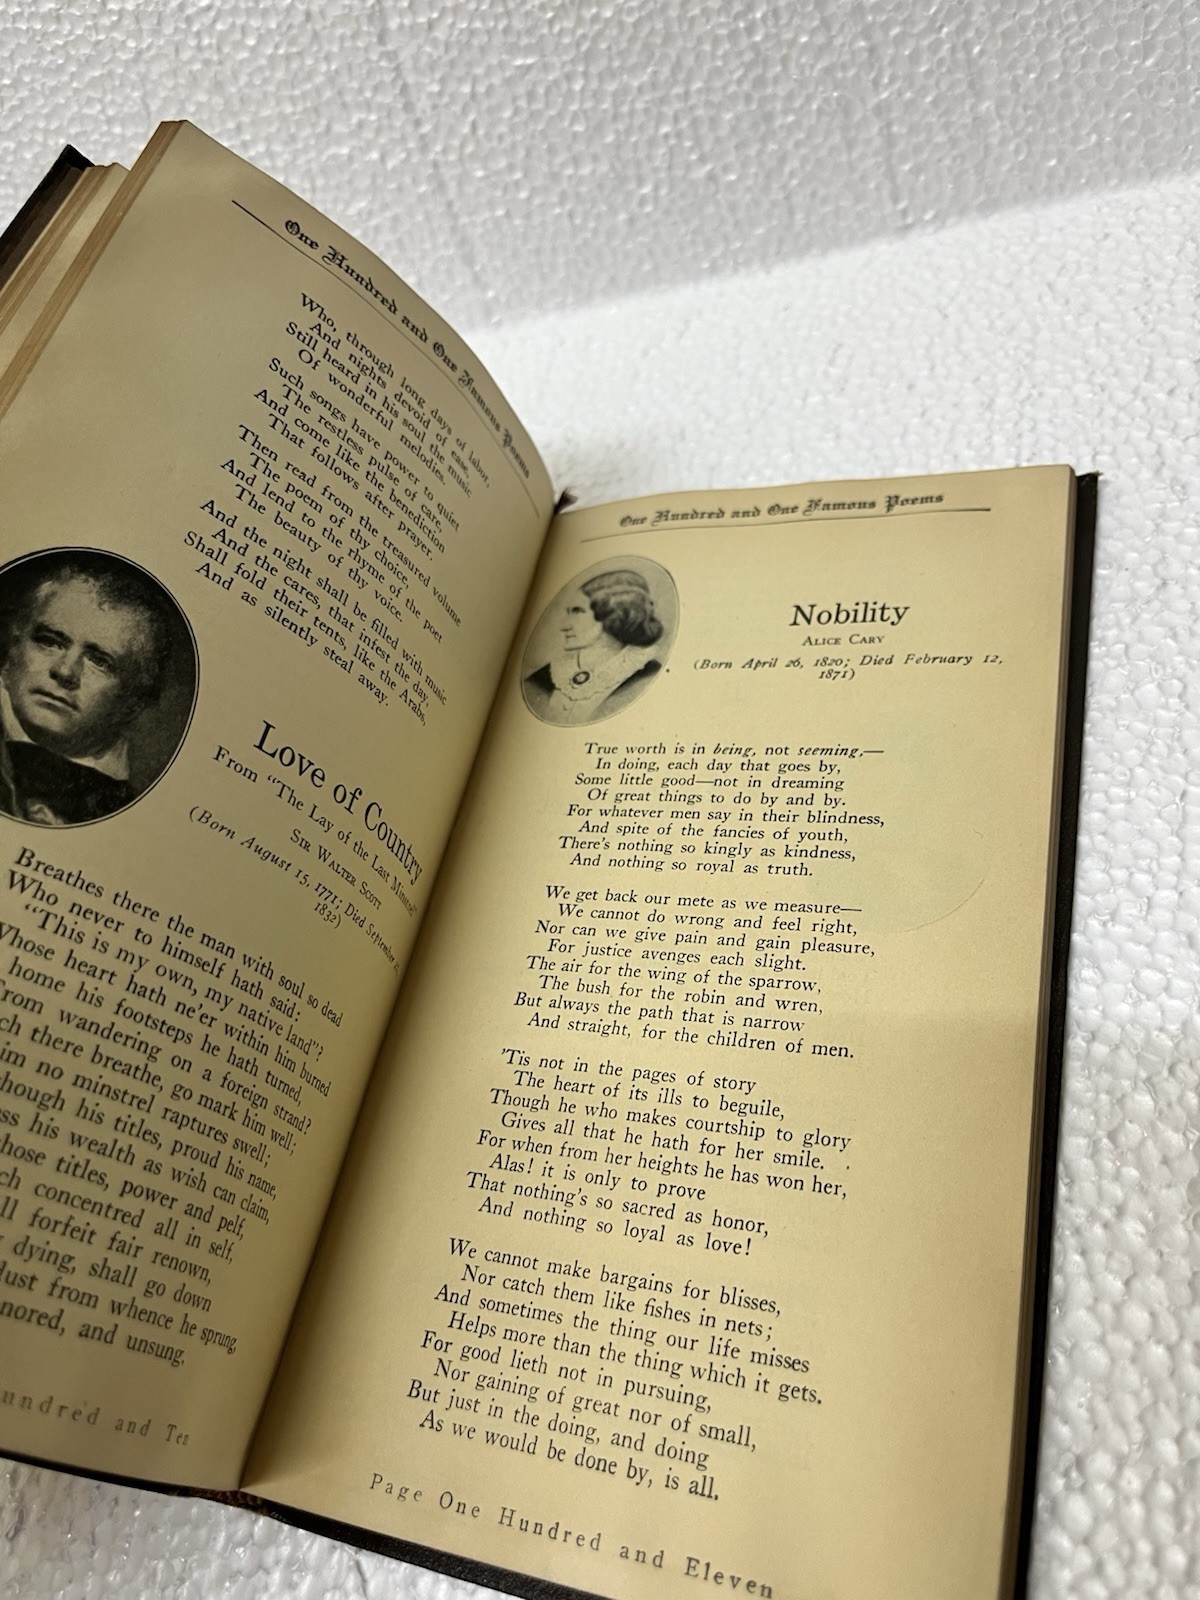 One Hundred and One Famous Poems
Who, through long days of labor,
And nights devoid of ease,
Still heard in his soul the music
Of wonderful melodies.
Such songs have power to quiet
The restless pulse of care,
And come like the benediction
That follows after prayer.
Then read from the treasured volume
The poem of thy choice,
And lend to the rhyme of the poet
The beauty of thy voice.
And the night shall be filled with music
And the cares, that infest the day,
Shall fold their tents, like the Arabs,
And as silently steal away.
Love of Country
From "The Lay of the Last Minstrel"
Sir Walter Scott
(Born August 15, 1771; Died September
1832)
Breathes there the man with soul so dead
Who never to himself hath said:
"This is my own, my native land"?
Whose heart hath ne'er within him burned
home his footsteps he hath turned,
From wandering on a foreign strand?
there breathe, go mark him well;
no minstrel raptures swell;
his titles, proud his name,
his wealth as wish can claim,
those titles, power and pelf,
concentred all in self,
forfeit fair renown,
dying, shall go down
dust from whence he sprung,
and unsung.
and Ten
One Hundred and One Famous Poems
Nobility
Alice Cary
(Born April 26, 1820; Died February 12,
1871)
True worth is in being, not seeming,—
In doing, each day that goes by,
Some little good—not in dreaming
Of great things to do by and by.
For whatever men say in their blindness,
And spite of the fancies of youth,
There's nothing so kingly as kindness,
And nothing so royal as truth.
We get back our mete as we measure—
We cannot do wrong and feel right,
Nor can we give pain and gain pleasure,
For justice avenges each slight.
The air for the wing of the sparrow,
The bush for the robin and wren,
But always the path that is narrow
And straight, for the children of men.
'Tis not in the pages of story
The heart of its ills to beguile,
Though he who makes courtship to glory
Gives all that he hath for her smile.
For when from her heights he has won her,
Alas! it is only to prove
That nothing's so sacred as honor,
And nothing so loyal as love!
We cannot make bargains for blisses,
Nor catch them like fishes in nets;
And sometimes the thing our life misses
Helps more than the thing which it gets.
For good lieth not in pursuing,
Nor gaining of great nor of small,
But just in the doing, and doing
As we would be done by, is all.
Page One Hundred and Eleven